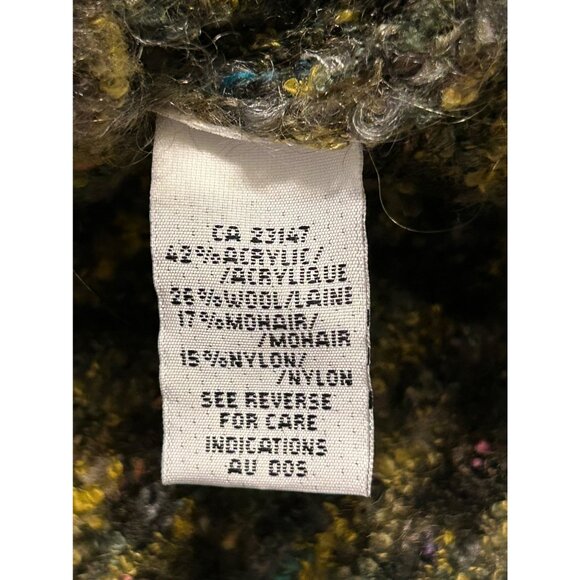 CA 23147
42% ACRYLIC/
/ACRYLIQUE
26% WOOL/LAINE
17% MOHAIR/
/MOHAIR
15% NYLON/
/NYLON
SEE REVERSE
FOR CARE
INDICATIONS
AU DOS